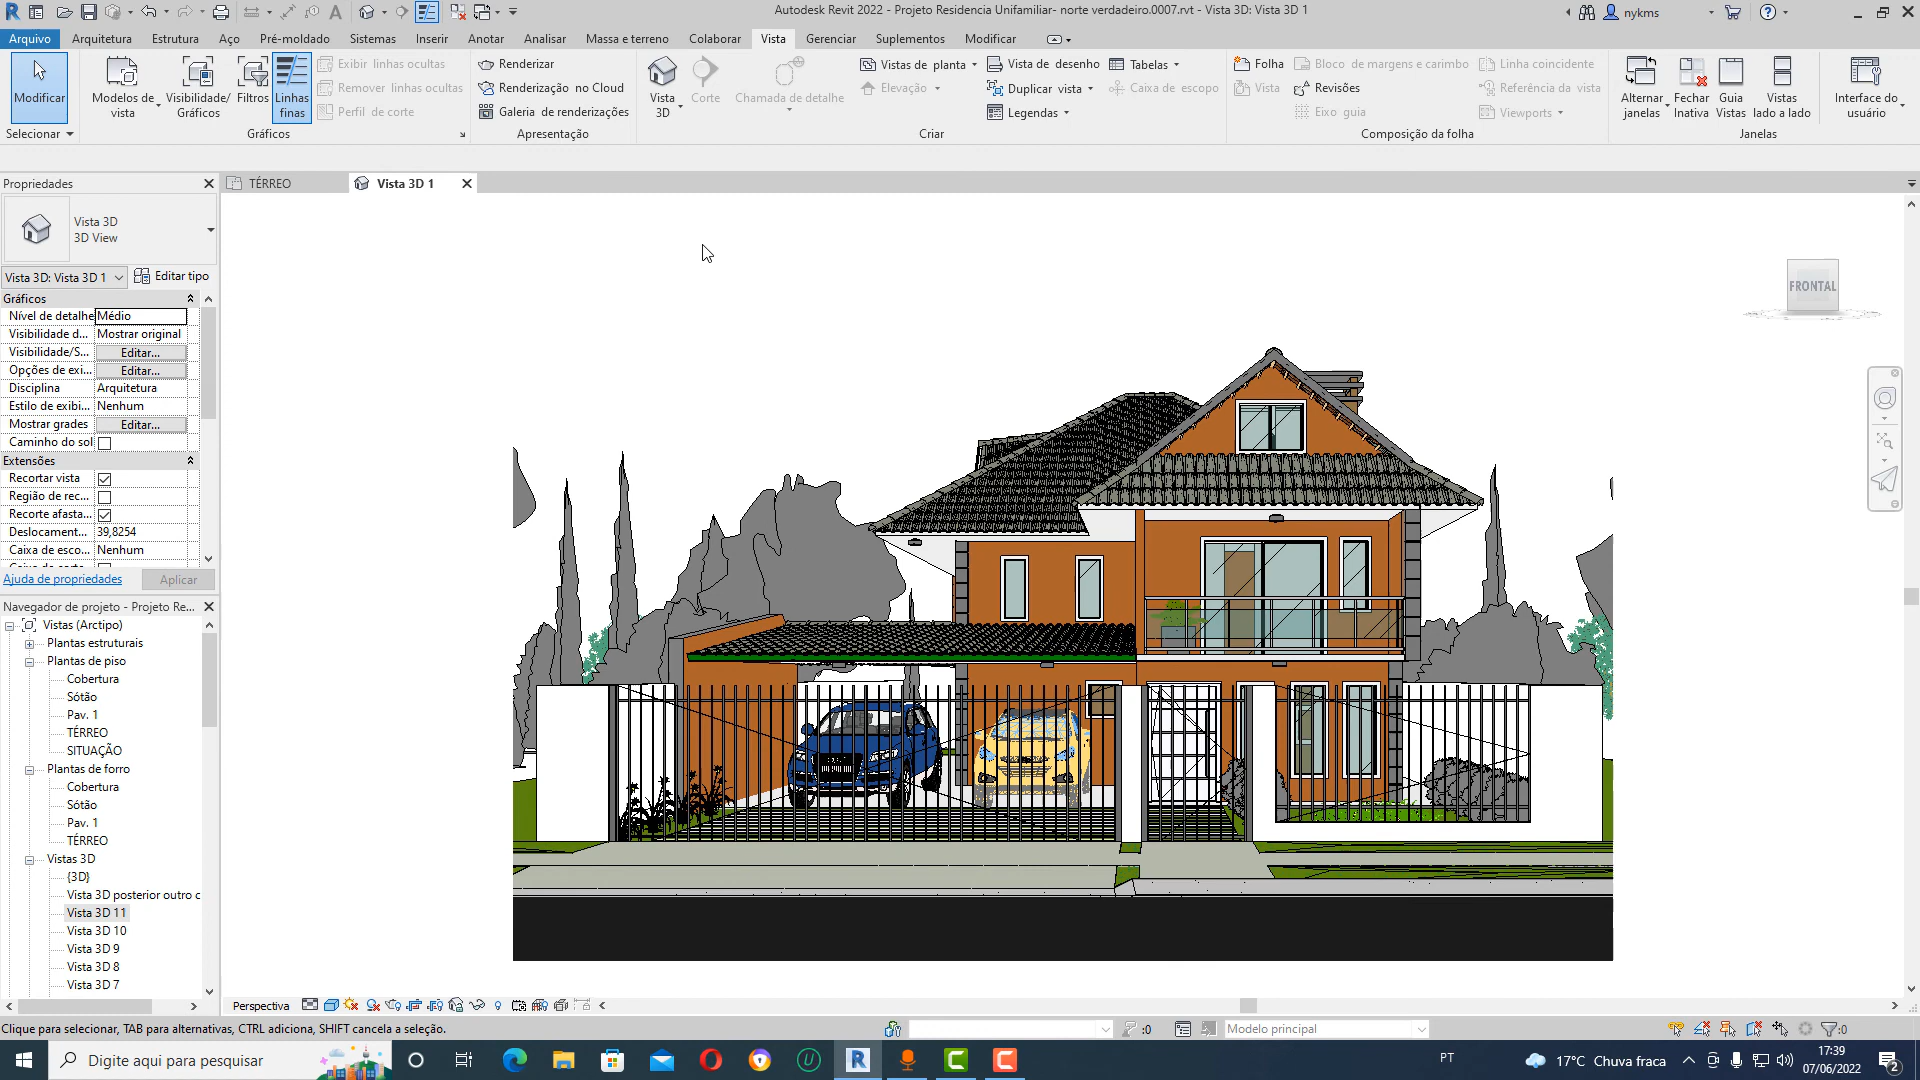 Autodesk Revit 2022 - Projeto Residencia Unifamiliar- norte verdadeiro.0007.rvt - Vista 3D: Vista 3D 1
nykms
Arquivo Arquitetura Estrutura Aço Pré-moldado Sistemas Inserir Anotar Analisar Massa e terreno Colaborar Vista Gerenciar Suplementos Modificar
Modificar
Modelos de vista
Visibilidade/ Gráficos
Filtros
Linhas finas
Exibir linhas ocultas
Remover linhas ocultas
Perfil de corte
Renderizar
Renderização no Cloud
Galeria de renderizações
Vista 3D
Corte
Chamada de detalhe
Vistas de planta
Elevação
Vista de desenho
Duplicar vista
Legendas
Tabelas
Caixa de escopo
Folha
Vista
Bloco de margens e carimbo
Revisões
Eixo guia
Linha coincidente
Referência da vista
Viewports
Alternar janelas
Fechar Inativa
Guia Vistas
Vistas lado a lado
Interface do usuário
Selecionar
Gráficos
Apresentação
Criar
Composição da folha
Janelas
Propriedades
TÉRREO
Vista 3D 1
Vista 3D
3D View
Vista 3D: Vista 3D 1
Editar tipo
Gráficos
Nível de detalhe Médio
Visibilidade d... Mostrar original
Visibilidade/S... Editar...
Opções de exi... Editar...
Disciplina Arquitetura
Estilo de exibi... Nenhum
Mostrar grades Editar...
Caminho do sol
Extensões
Recortar vista
Região de rec...
Recorte afasta...
Deslocament... 39,8254
Caixa de esco... Nenhum
Ajuda de propriedades
Aplicar
FRONTAL
Navegador de projeto - Projeto Re...
Vistas (Arctipo)
Plantas estruturais
Plantas de piso
Cobertura
Sótão
Pav. 1
TÉRREO
SITUAÇÃO
Plantas de forro
Cobertura
Sótão
Pav. 1
TÉRREO
Vistas 3D
{3D}
Vista 3D posterior outro c
Vista 3D 11
Vista 3D 10
Vista 3D 9
Vista 3D 8
Vista 3D 7
Perspectiva
Clique para selecionar, TAB para alternativas, CTRL adiciona, SHIFT cancela a seleção.
:0
Modelo principal
:0
Digite aqui para pesquisar
PT
17°C Chuva fraca
17:39
07/06/2022
2